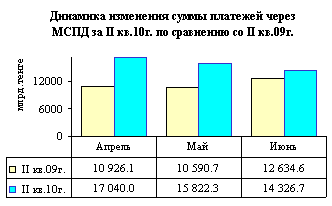 Динамика изменения суммы платежей через
МСПД за II кв.10г. по сравнению со II кв.09г.
млрд.тенге
12000
6000
0
Апрель Май Июнь
II кв.09г. 10 926.1 10 590.7 12 634.6
II кв.10г. 17 040.0 15 822.3 14 326.7